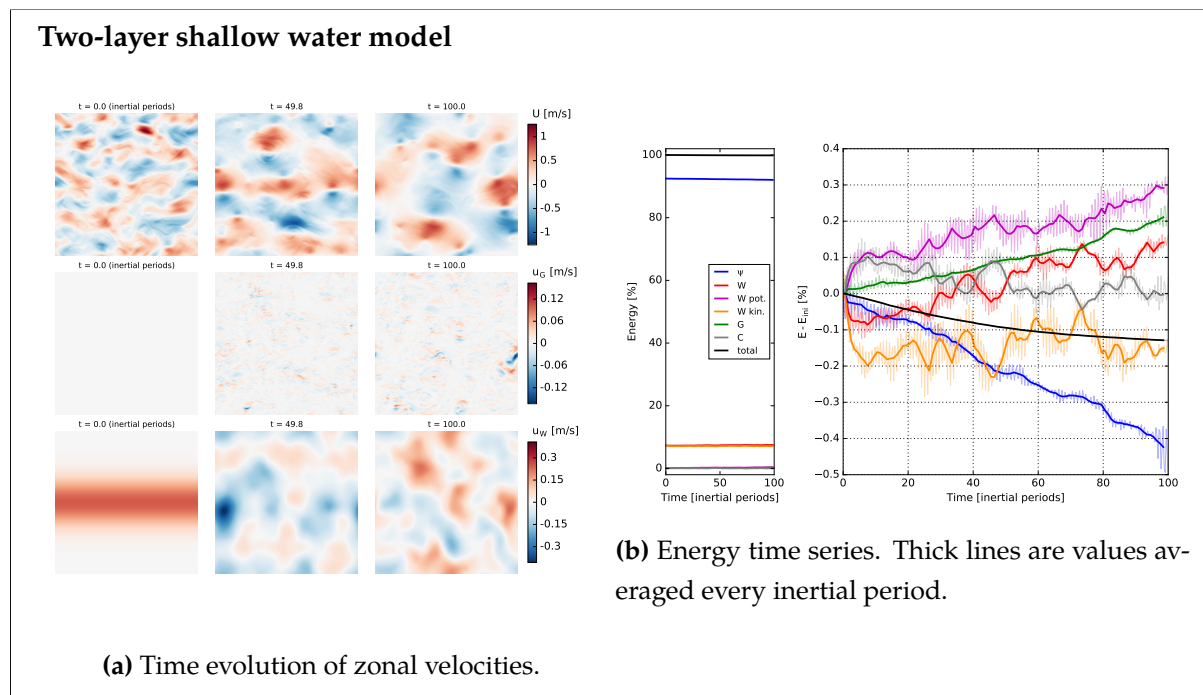 Two-layer shallow water model
t = 0.0 (inertial periods)
t = 49.8
t = 100.0
U [m/s]
1
0.5
0
-0.5
-1
t = 0.0 (inertial periods)
t = 49.8
t = 100.0
u_G [m/s]
0.12
0.06
0
-0.06
-0.12
t = 0.0 (inertial periods)
t = 49.8
t = 100.0
u_W [m/s]
0.3
0.15
0
-0.15
-0.3
(a) Time evolution of zonal velocities.
100
80
60
40
20
0
Energy [%]
0
50
100
Time [inertial periods]
ψ
W
W pot.
W kin.
G
C
total
0.4
0.3
0.2
0.1
0.0
−0.1
−0.2
−0.3
−0.4
−0.5
E - E_ini [%]
0
20
40
60
80
100
Time [inertial periods]
(b) Energy time series. Thick lines are values av-
eraged every inertial period.